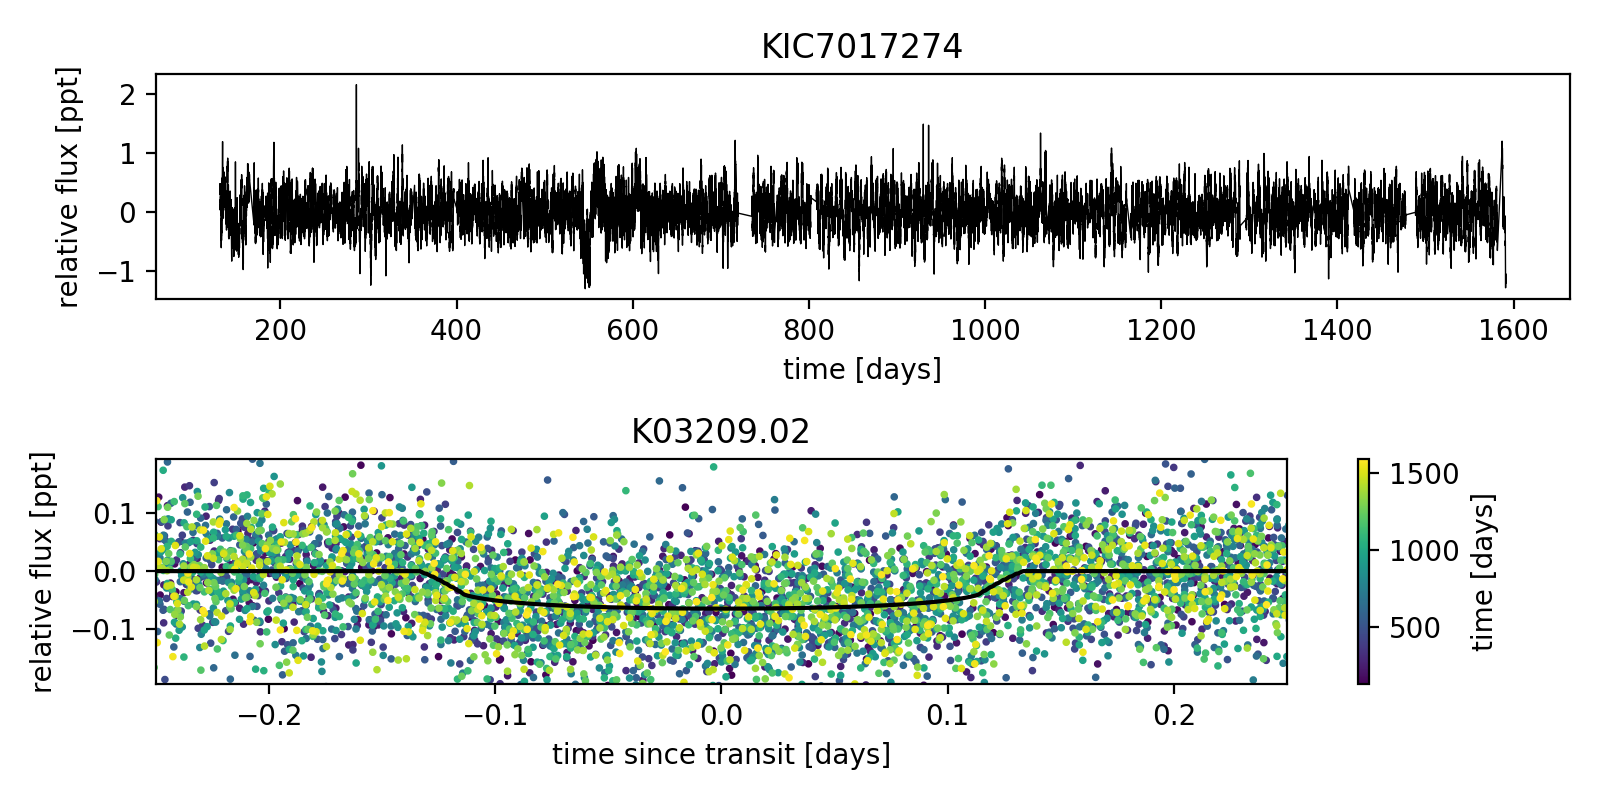 KIC7017274
relative flux [ppt]
2
1
0
−1
200 400 600 800 1000 1200 1400 1600
time [days]
K03209.02
relative flux [ppt]
0.1
0.0
−0.1
−0.2 −0.1 0.0 0.1 0.2
time since transit [days]
1500
1000
500
time [days]